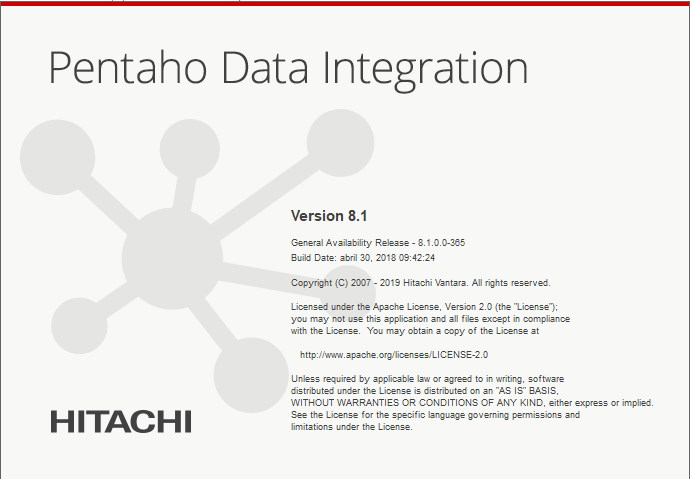 Pentaho Data Integration
Version 8.1
General Availability Release - 8.1.0.0-365
Build Date: abril 30, 2018 09:42:24
Copyright (C) 2007 - 2019 Hitachi Vantara. All rights reserved.
Licensed under the Apache License, Version 2.0 (the "License");
you may not use this application and all files except in compliance
with the License. You may obtain a copy of the License at
http://www.apache.org/licenses/LICENSE-2.0
Unless required by applicable law or agreed to in writing, software
distributed under the License is distributed on an "AS IS" BASIS,
WITHOUT WARRANTIES OR CONDITIONS OF ANY KIND, either express or implied.
See the License for the specific language governing permissions and
limitations under the License.
HITACHI